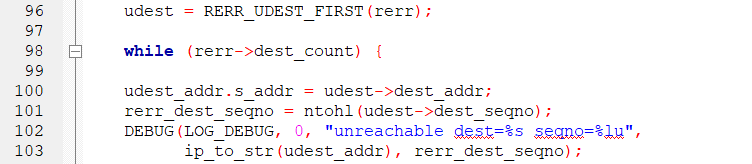 96 udest = RERR_UDEST_FIRST(rerr);
97
98 while (rerr->dest_count) {
99
100 udest_addr.s_addr = udest->dest_addr;
101 rerr_dest_seqno = ntohl(udest->dest_seqno);
102 DEBUG(LOG_DEBUG, 0, "unreachable dest=%s seqno=%lu",
103 ip_to_str(udest_addr), rerr_dest_seqno);